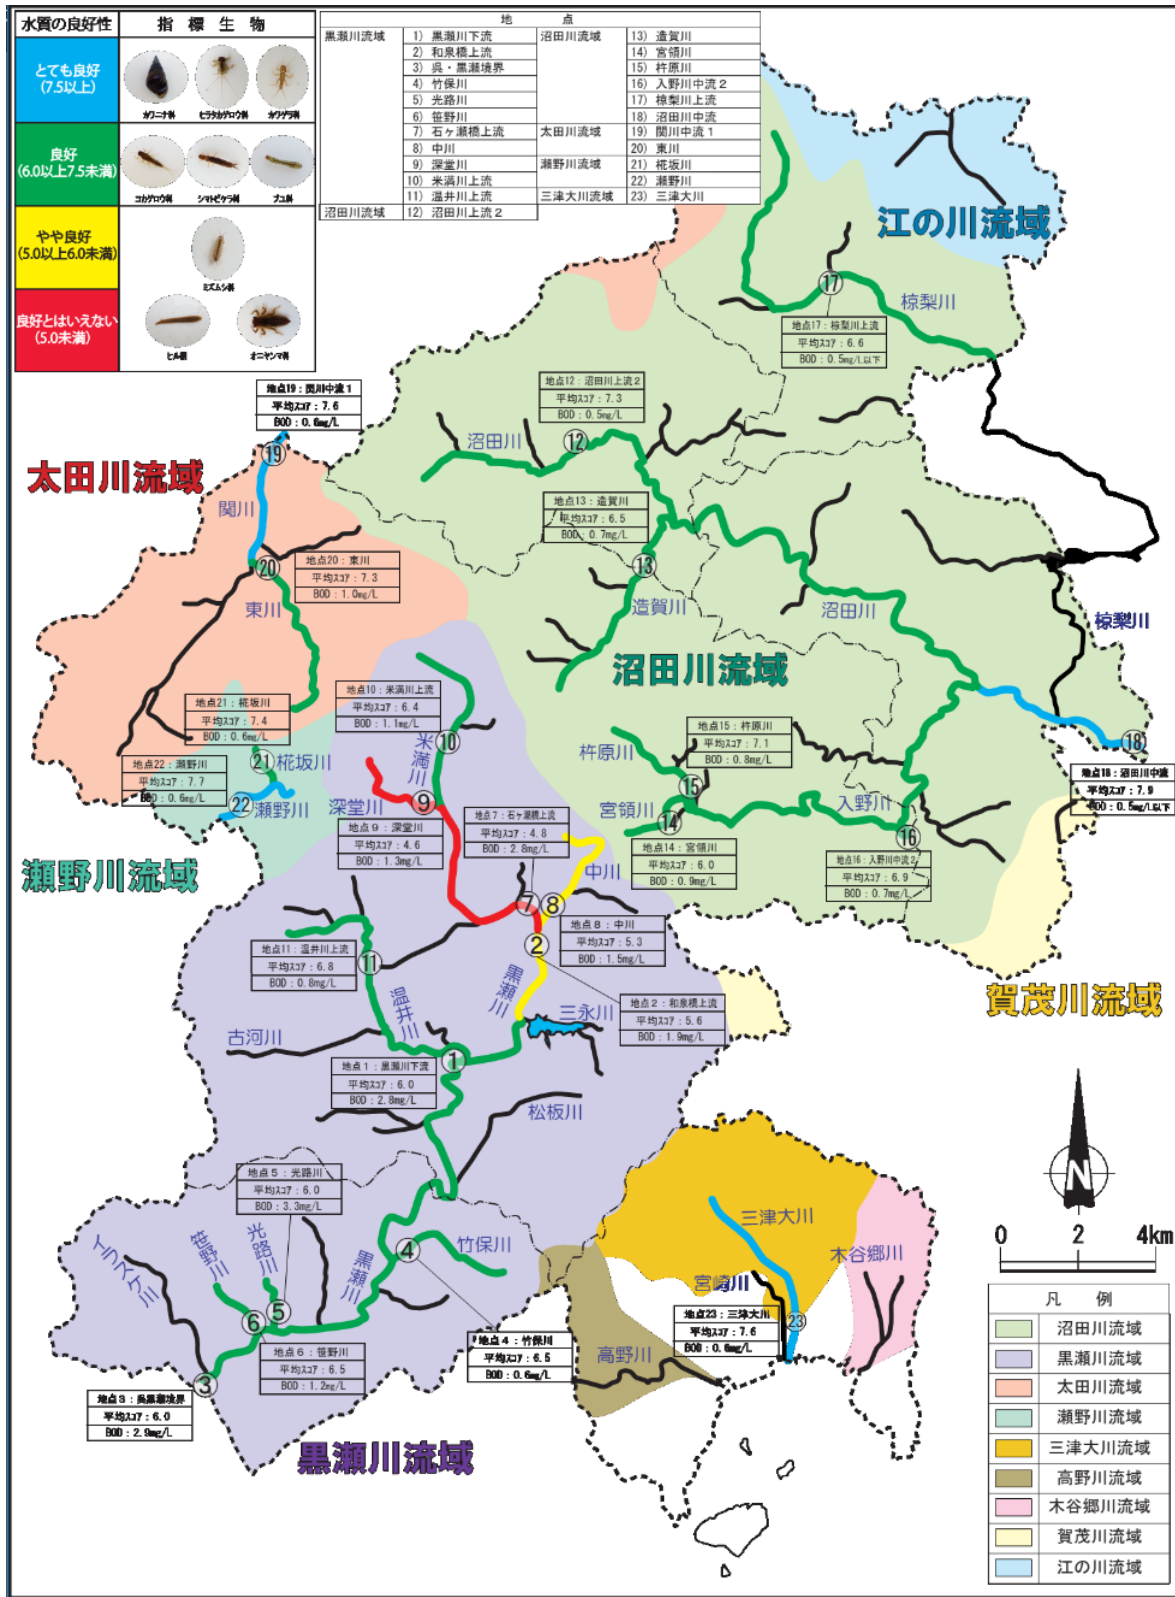 水質の良好性 指標生物
とても良好
(7.5以上)
カワニナ科 ヒラタカゲロウ科 カワゲラ科
良好
(6.0以上7.5未満)
コカゲロウ科 シマトビケラ科 ブユ科
やや良好
(5.0以上6.0未満)
ミズムシ科
良好とはいえない
(5.0未満)
ヒル綱 オニヤンマ科
地 点
黒瀬川流域 1) 黒瀬川下流 沼田川流域 13) 造賀川
2) 和泉橋上流 14) 宮領川
3) 呉・黒瀬境界 15) 杵原川
4) 竹保川 16) 入野川中流2
5) 光路川 17) 椋梨川上流
6) 笹野川 18) 沼田川中流
7) 石ヶ瀬橋上流 太田川流域 19) 関川中流1
8) 中川 20) 東川
9) 深堂川 瀬野川流域 21) 椛坂川
10) 米満川上流 22) 瀬野川
11) 温井川上流 三津大川流域 23) 三津大川
沼田川流域 12) 沼田川上流2
江の川流域
17
椋梨川
地点17:椋梨川上流
平均スコア:6.6
BOD:0.5mg/L以下
地点12:沼田川上流2
平均スコア:7.3
BOD:0.5mg/L
地点19:関川中流1
平均スコア:7.6
BOD:0.6mg/L
沼田川
12
19
太田川流域
関川
地点13:造賀川
平均スコア:6.5
BOD:0.7mg/L
地点20:東川
平均スコア:7.3
BOD:1.0mg/L
20
13
東川
造賀川
沼田川
椋梨川
沼田川流域
地点10:米満川上流
平均スコア:6.4
BOD:1.1mg/L
地点21:椛坂川
平均スコア:7.4
BOD:0.6mg/L
地点15:杵原川
平均スコア:7.1
BOD:0.8mg/L
10
米満川
杵原川
18
地点22:瀬野川
平均スコア:7.7
BOD:0.6mg/L
21
椛坂川
地点18:沼田川中流
平均スコア:7.9
BOD:0.5mg/L以下
15
22
瀬野川
深堂川
9
宮領川
14
入野川
16
地点9:深堂川
平均スコア:4.6
BOD:1.3mg/L
地点7:石ヶ瀬橋上流
平均スコア:4.8
BOD:2.8mg/L
地点14:宮領川
平均スコア:6.0
BOD:0.9mg/L
地点16:入野川中流2
平均スコア:6.9
BOD:0.7mg/L
瀬野川流域
中川
7
8
地点8:中川
平均スコア:5.3
BOD:1.5mg/L
地点11:温井川上流
平均スコア:6.8
BOD:0.8mg/L
11
2
黒瀬川
温井川
賀茂川流域
地点2:和泉橋上流
平均スコア:5.6
BOD:1.9mg/L
三永川
古河川
1
地点1:黒瀬川下流
平均スコア:6.0
BOD:2.8mg/L
松板川
地点5:光路川
平均スコア:6.0
BOD:3.3mg/L
N
三津大川
0 2 4km
イラスケ川
笹野川
光路川
黒瀬川
4
竹保川
木谷郷川
宮崎川
5
6
地点23:三津大川
平均スコア:7.6
BOD:0.6mg/L
23
地点4:竹保川
平均スコア:6.5
BOD:0.6mg/L
地点6:笹野川
平均スコア:6.5
BOD:1.2mg/L
高野川
3
地点3:呉黒瀬境界
平均スコア:6.0
BOD:2.9mg/L
黒瀬川流域
凡 例
沼田川流域
黒瀬川流域
太田川流域
瀬野川流域
三津大川流域
高野川流域
木谷郷川流域
賀茂川流域
江の川流域